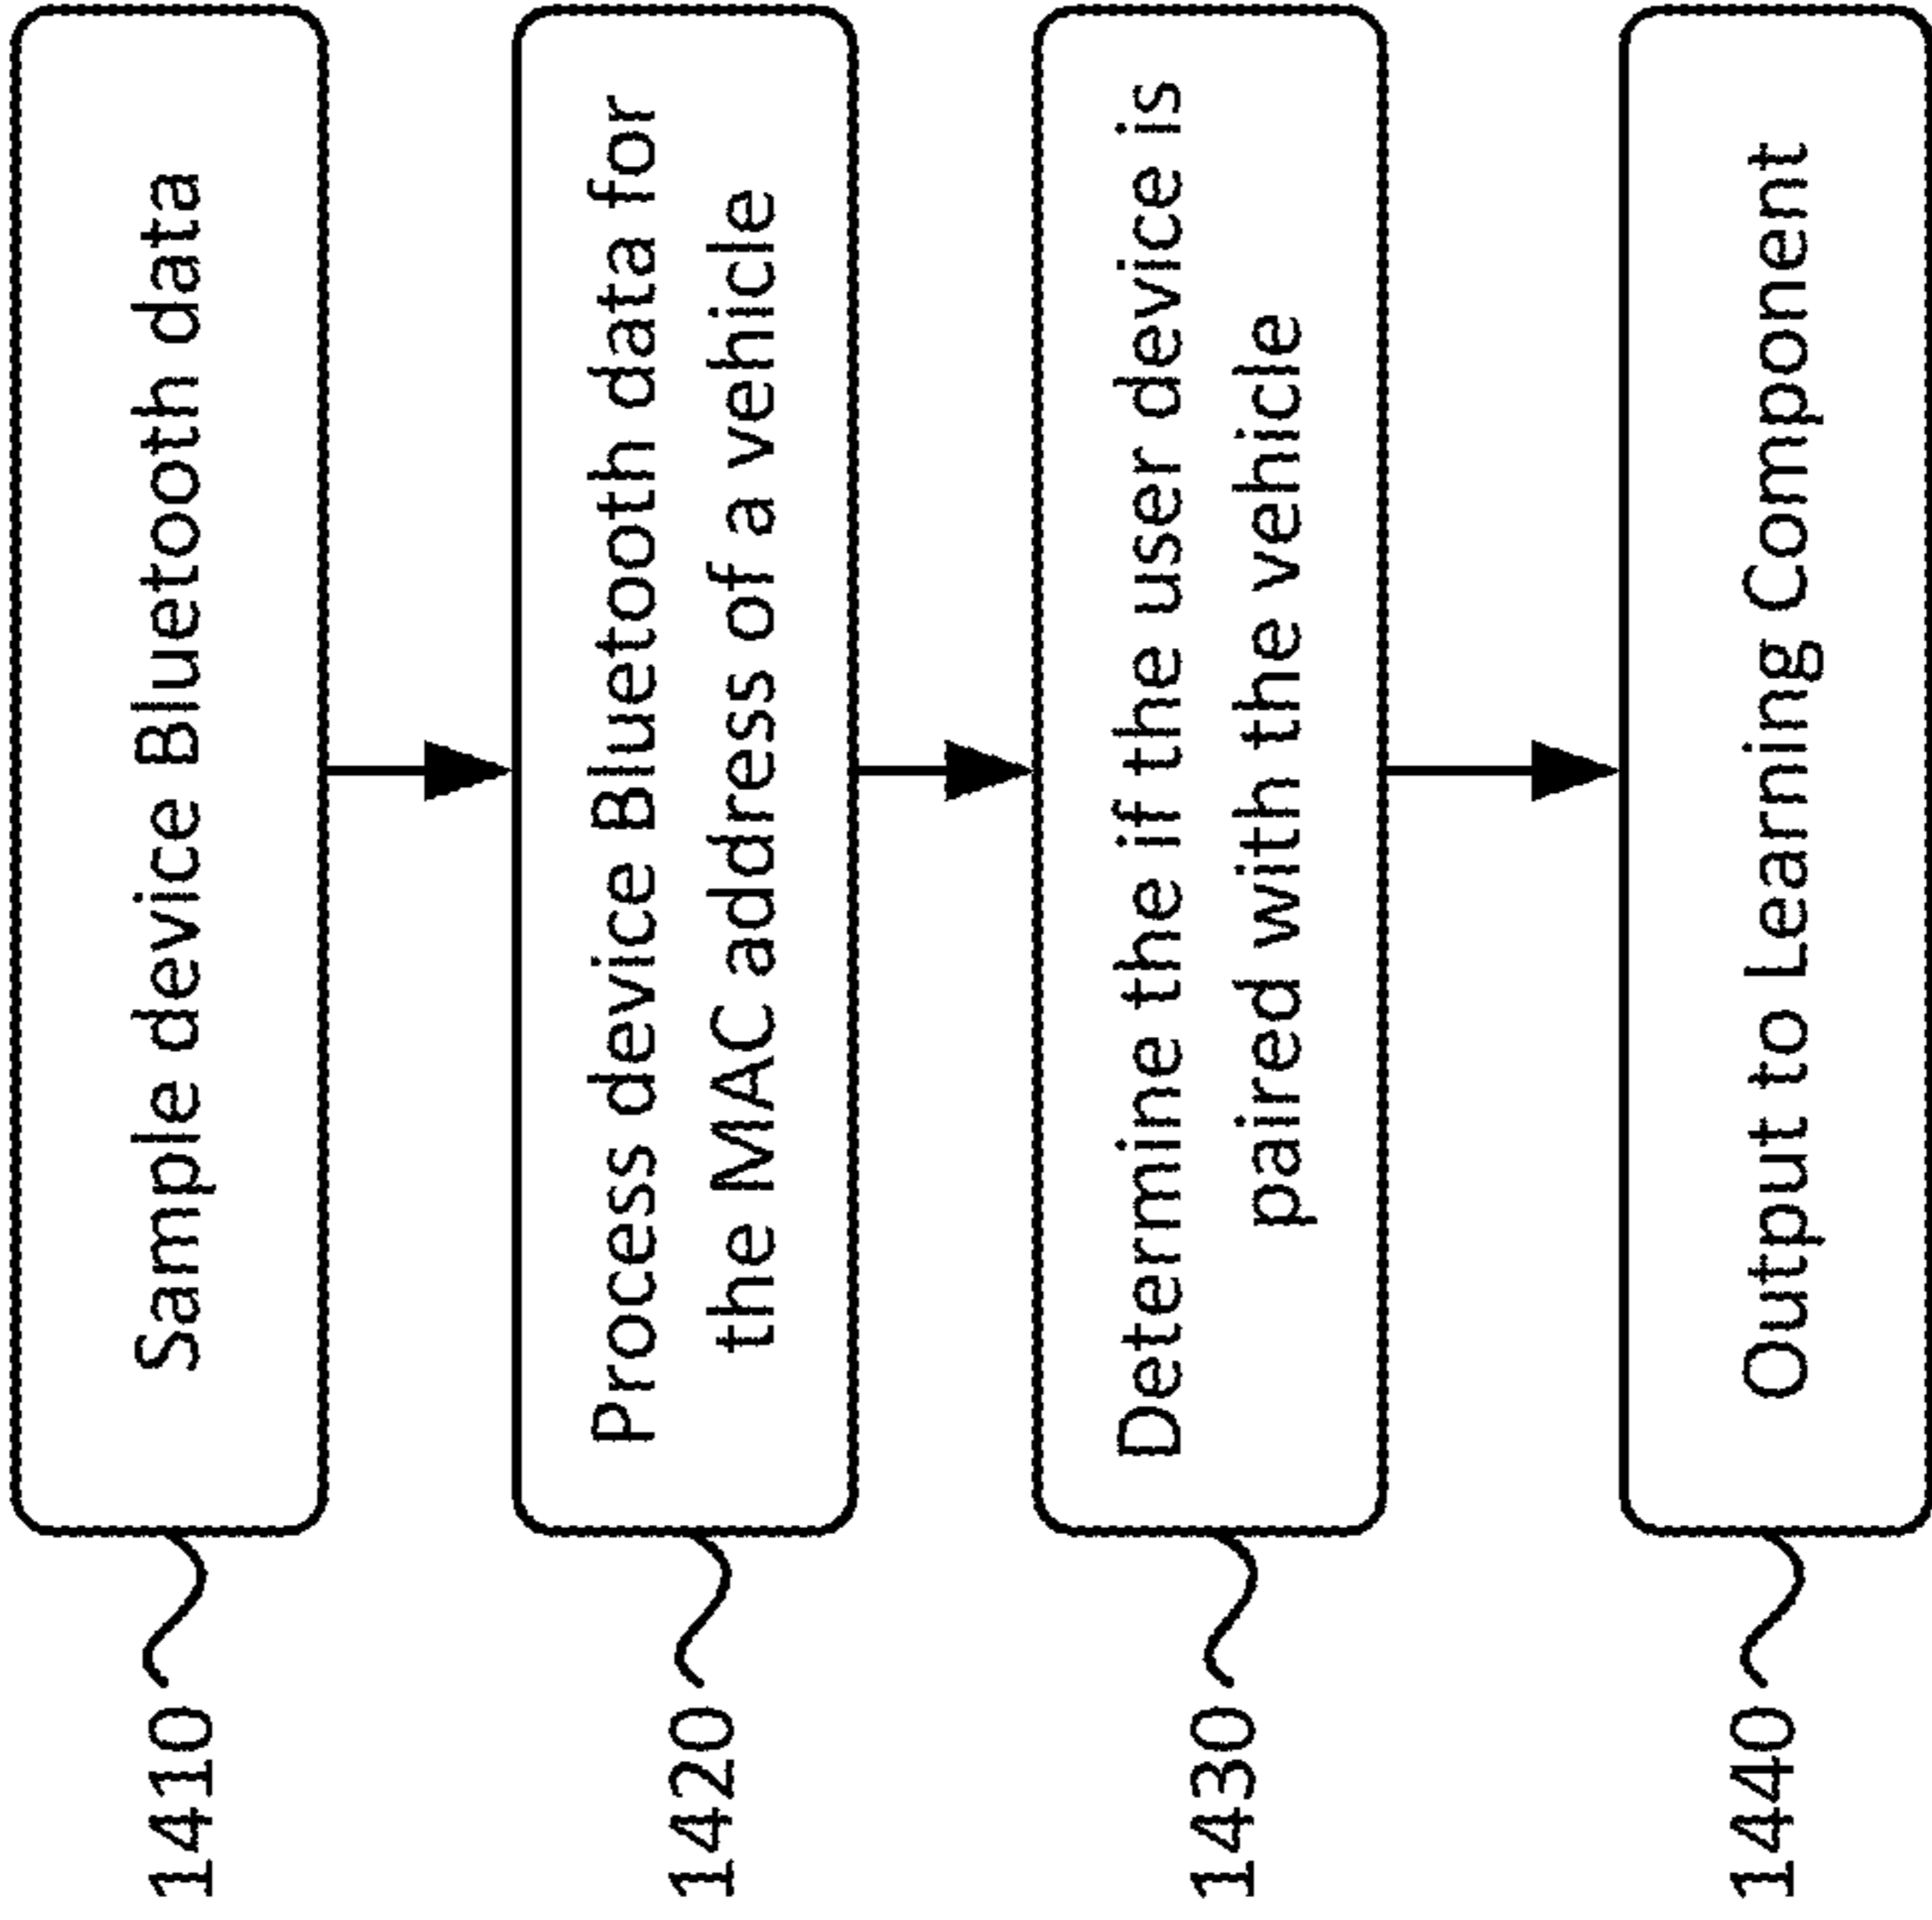 1410
Sample device Bluetooth data
1420
Process device Bluetooth data for
the MAC address of a vehicle
1430
Determine the if the user device is
paired with the vehicle
1440
Output to Learning Component